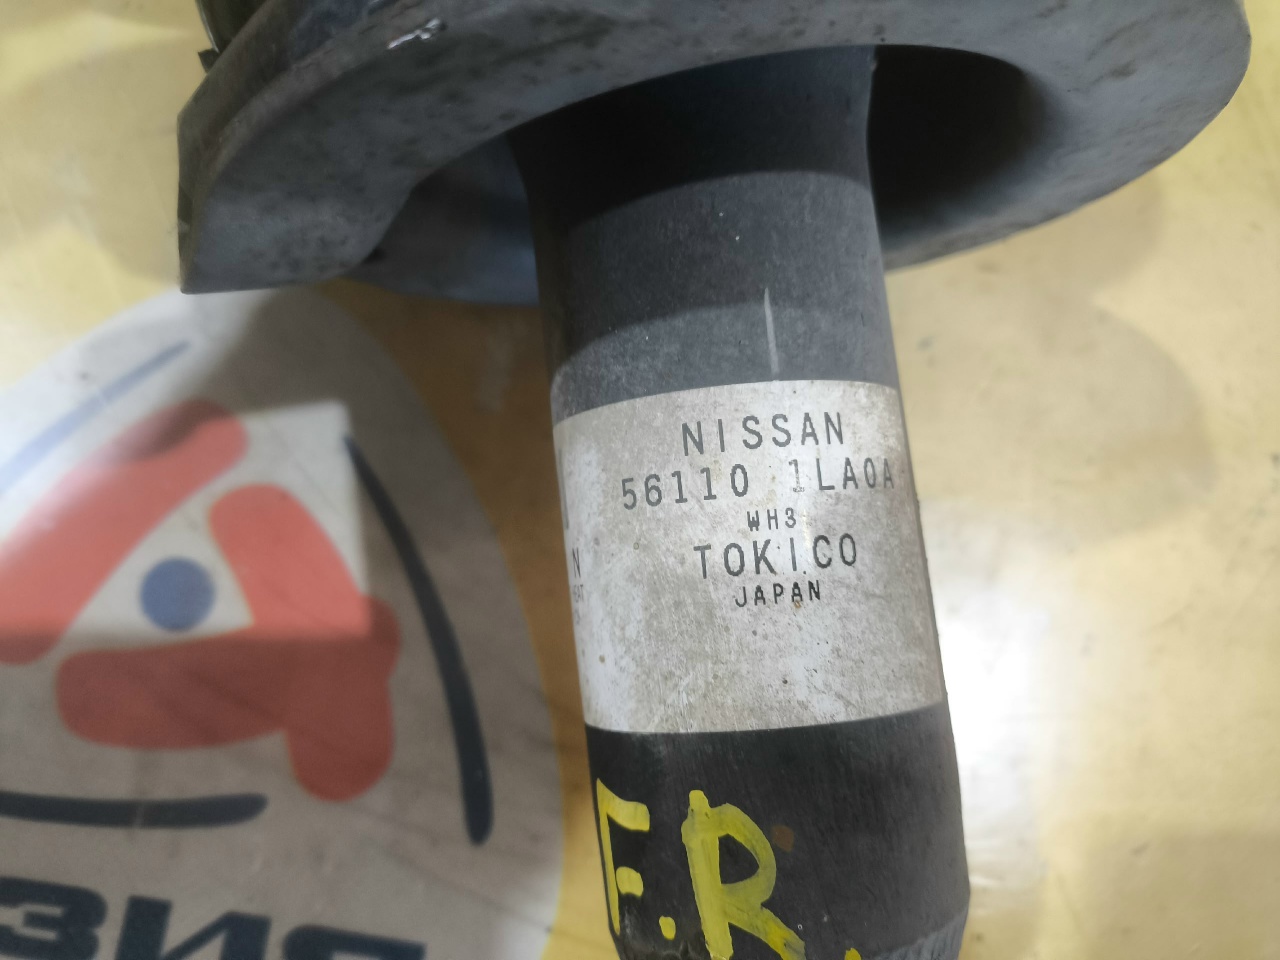 NISSAN
56110 1LA0A
WH3
TOKICO
JAPAN
N
F.R.